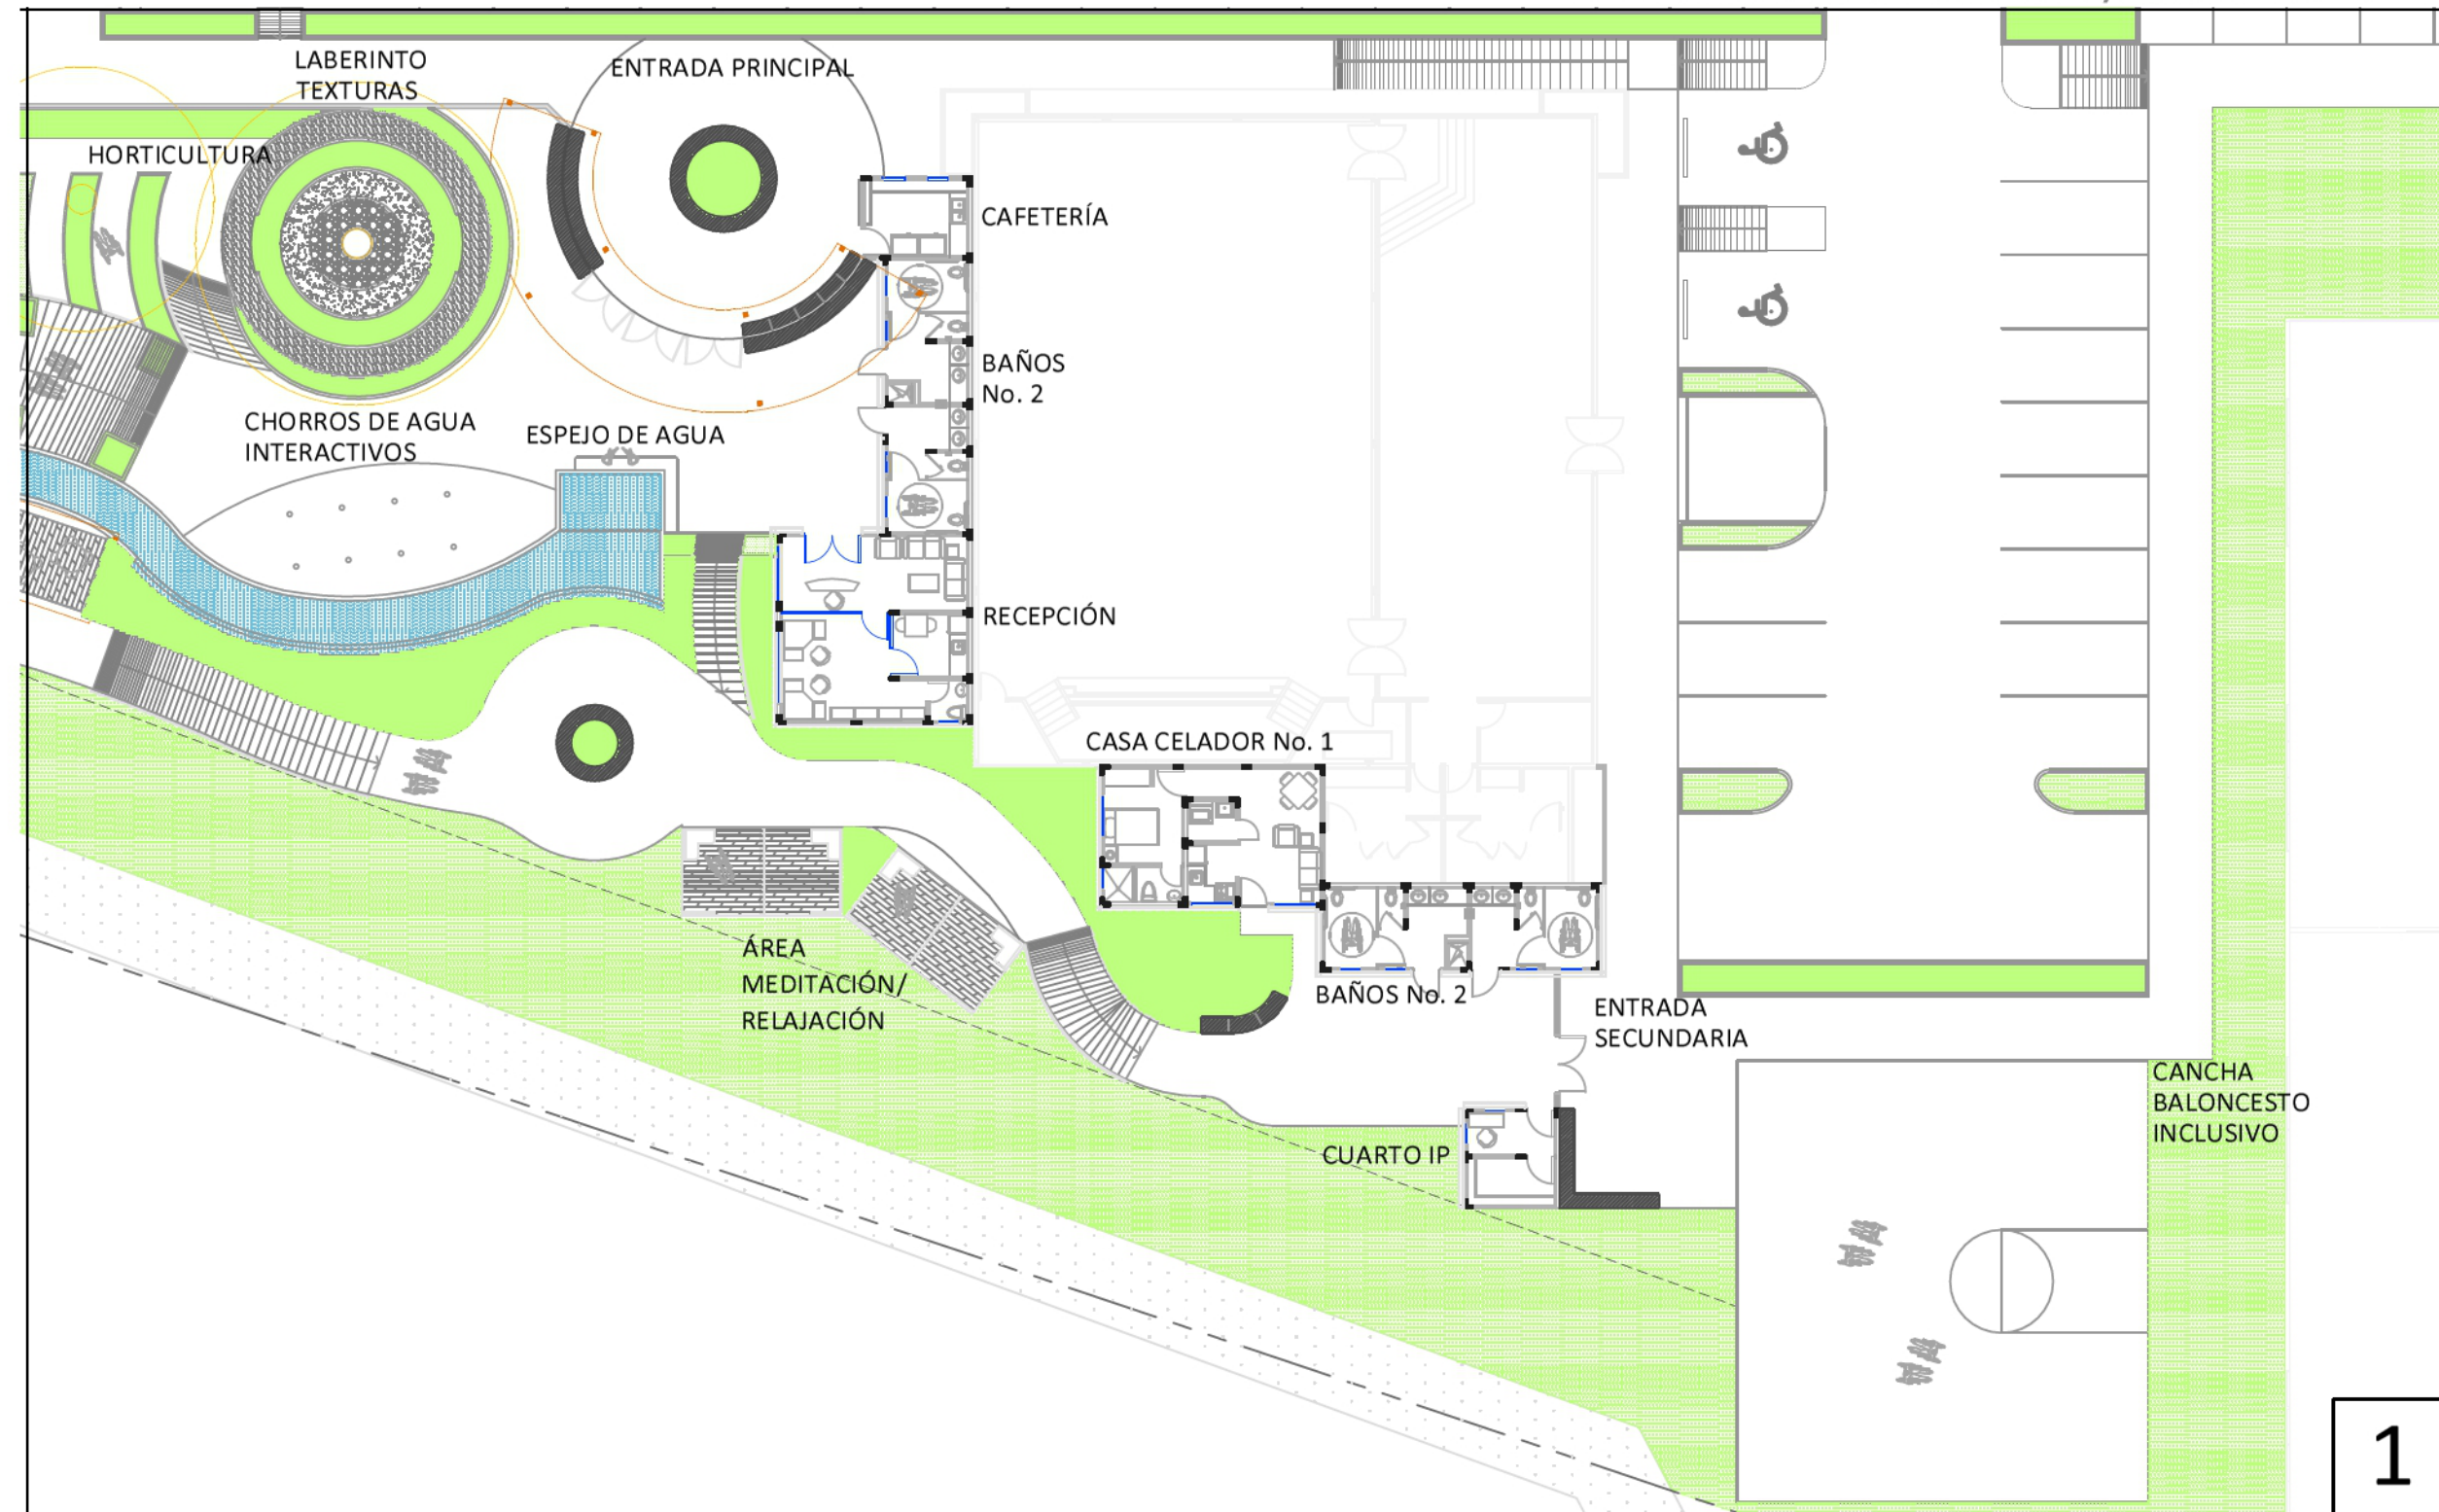 LABERINTO
TEXTURAS
ENTRADA PRINCIPAL
HORTICULTURA
CAFETERÍA
BAÑOS
No. 2
CHORROS DE AGUA
INTERACTIVOS
ESPEJO DE AGUA
RECEPCIÓN
CASA CELADOR No. 1
ÁREA
MEDITACIÓN/
RELAJACIÓN
BAÑOS No. 2
ENTRADA
SECUNDARIA
CANCHA
BALONCESTO
INCLUSIVO
CUARTO IP
1